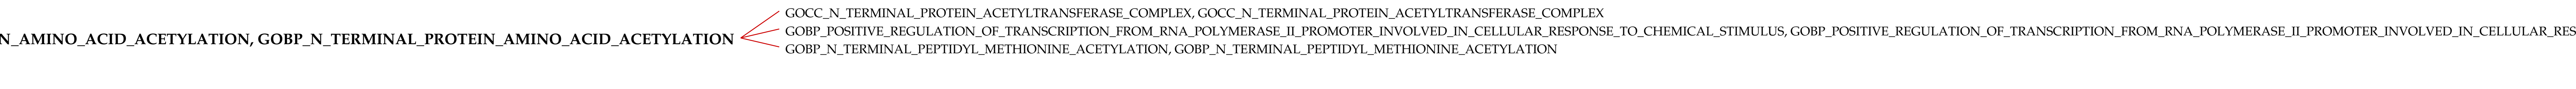 GOCC_N_TERMINAL_PROTEIN_ACETYLTRANSFERASE_COMPLEX, GOCC_N_TERMINAL_PROTEIN_ACETYLTRANSFERASE_COMPLEX
GOBP_POSITIVE_REGULATION_OF_TRANSCRIPTION_FROM_RNA_POLYMERASE_II_PROMOTER_INVOLVED_IN_CELLULAR_RESPONSE_TO_CHEMICAL_STIMULUS, GOBP_POSITIVE_REGULATION_OF_TRANSCRIPTION_FROM_RNA_POLYMERASE_II_PROMOTER_INVOLVED_IN_CELLULAR_RES
N_AMINO_ACID_ACETYLATION, GOBP_N_TERMINAL_PROTEIN_AMINO_ACID_ACETYLATION
GOBP_N_TERMINAL_PEPTIDYL_METHIONINE_ACETYLATION, GOBP_N_TERMINAL_PEPTIDYL_METHIONINE_ACETYLATION